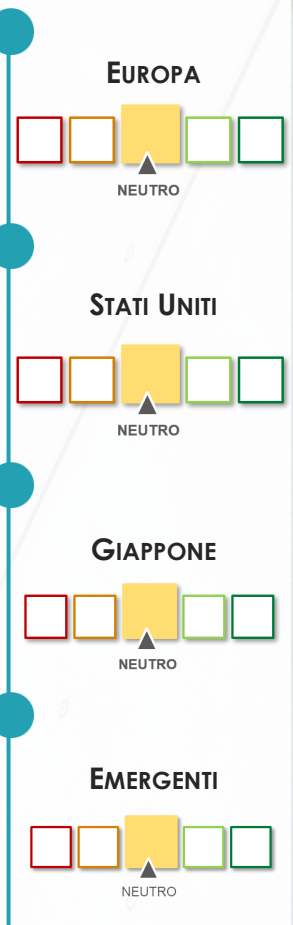 EUROPA
NEUTRO
STATI UNITI
NEUTRO
GIAPPONE
NEUTRO
EMERGENTI
NEUTRO